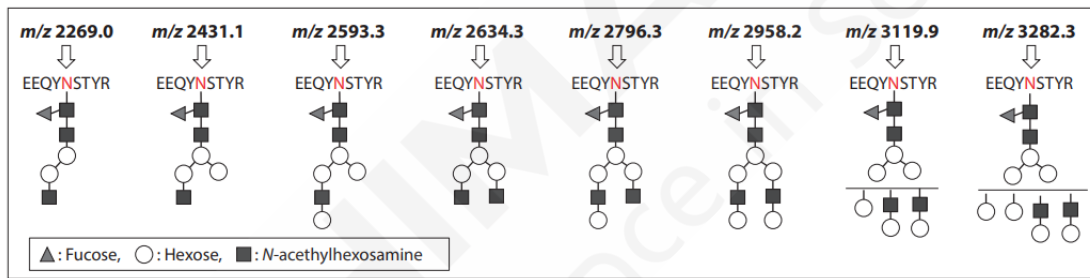 m/z 2269.0 m/z 2431.1 m/z 2593.3 m/z 2634.3 m/z 2796.3 m/z 2958.2 m/z 3119.9 m/z 3282.3
EEQYNSTYR EEQYNSTYR EEQYNSTYR EEQYNSTYR EEQYNSTYR EEQYNSTYR EEQYNSTYR EEQYNSTYR
: Fucose, : Hexose, : N-acethylhexosamine